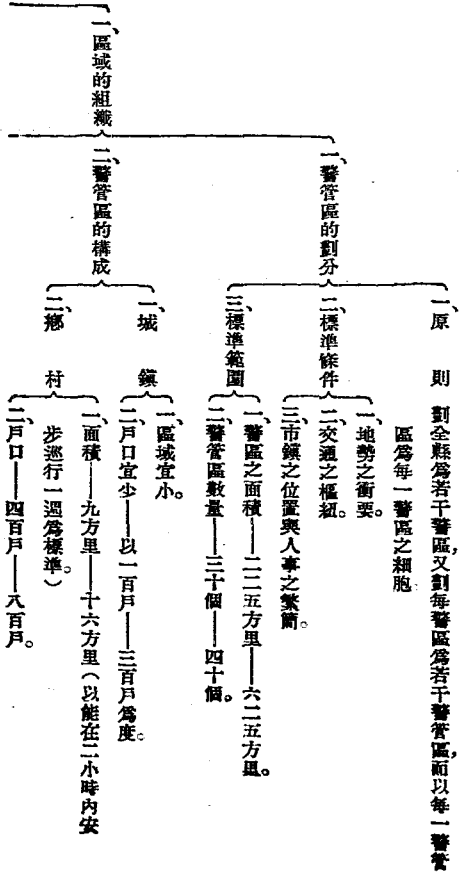 一、區域的組織
一、警管區的劃分
一、原則　劃全縣爲若干警區，又劃每警區爲若干警管區，而以每一警管
區爲每一警區之細胞
二、標準條件
一、地勢之衝要。
二、交通之樞紐。
三、市鎮之位置與人事之繁簡。
三、標準範圍
一、警區之面積——二二五方里——六二五方里。
二、警管區數量——三十個——四十個。
二、警管區的構成
一、城鎮
一、區域宜小。
二、戶口宜少——以一百戶——三百戶爲度。
二、鄉村
一、面積——九方里——十六方里（以能在二小時內安
步巡行一週爲標準。）
二、戶口——四百戶——八百戶。